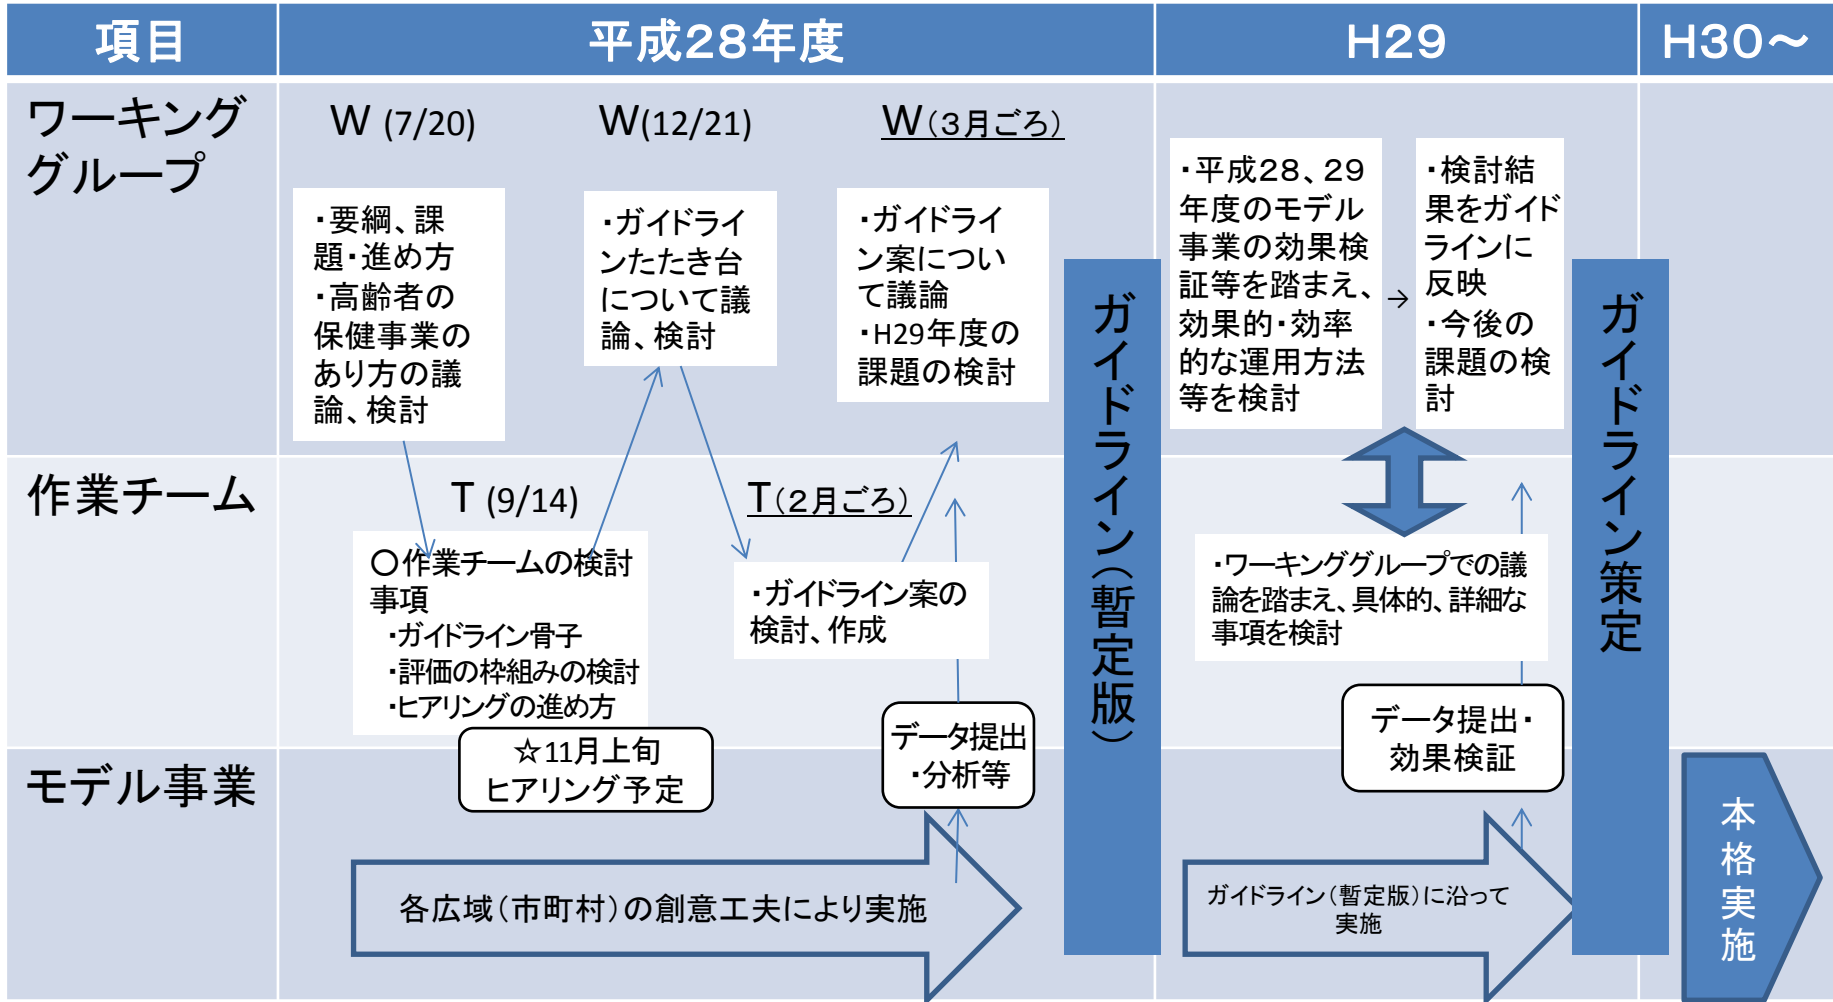 項目
平成28年度
H29
H30～
ワーキング
グループ
W (7/20)
W(12/21)
W(3月ごろ)
・要綱、課
題・進め方
・高齢者の
保健事業の
あり方の議
論、検討
・ガイドライ
ンたたき台
について議
論、検討
・ガイドライ
ン案につい
て議論
・H29年度の
課題の検討
ガイドライン(暫定版)
・平成28、29
年度のモデル
事業の効果検
証等を踏まえ、
効果的・効率
的な運用方法
等を検討
→
・検討結
果をガイド
ラインに
反映
・今後の
課題の検
討
ガイドライン策定
作業チーム
T (9/14)
T(2月ごろ)
○作業チームの検討
事項
・ガイドライン骨子
・評価の枠組みの検討
・ヒアリングの進め方
・ガイドライン案の
検討、作成
・ワーキンググループでの議
論を踏まえ、具体的、詳細な
事項を検討
☆11月上旬
ヒアリング予定
データ提出
・分析等
データ提出・
効果検証
モデル事業
各広域(市町村)の創意工夫により実施
ガイドライン(暫定版)に沿って
実施
本格実施